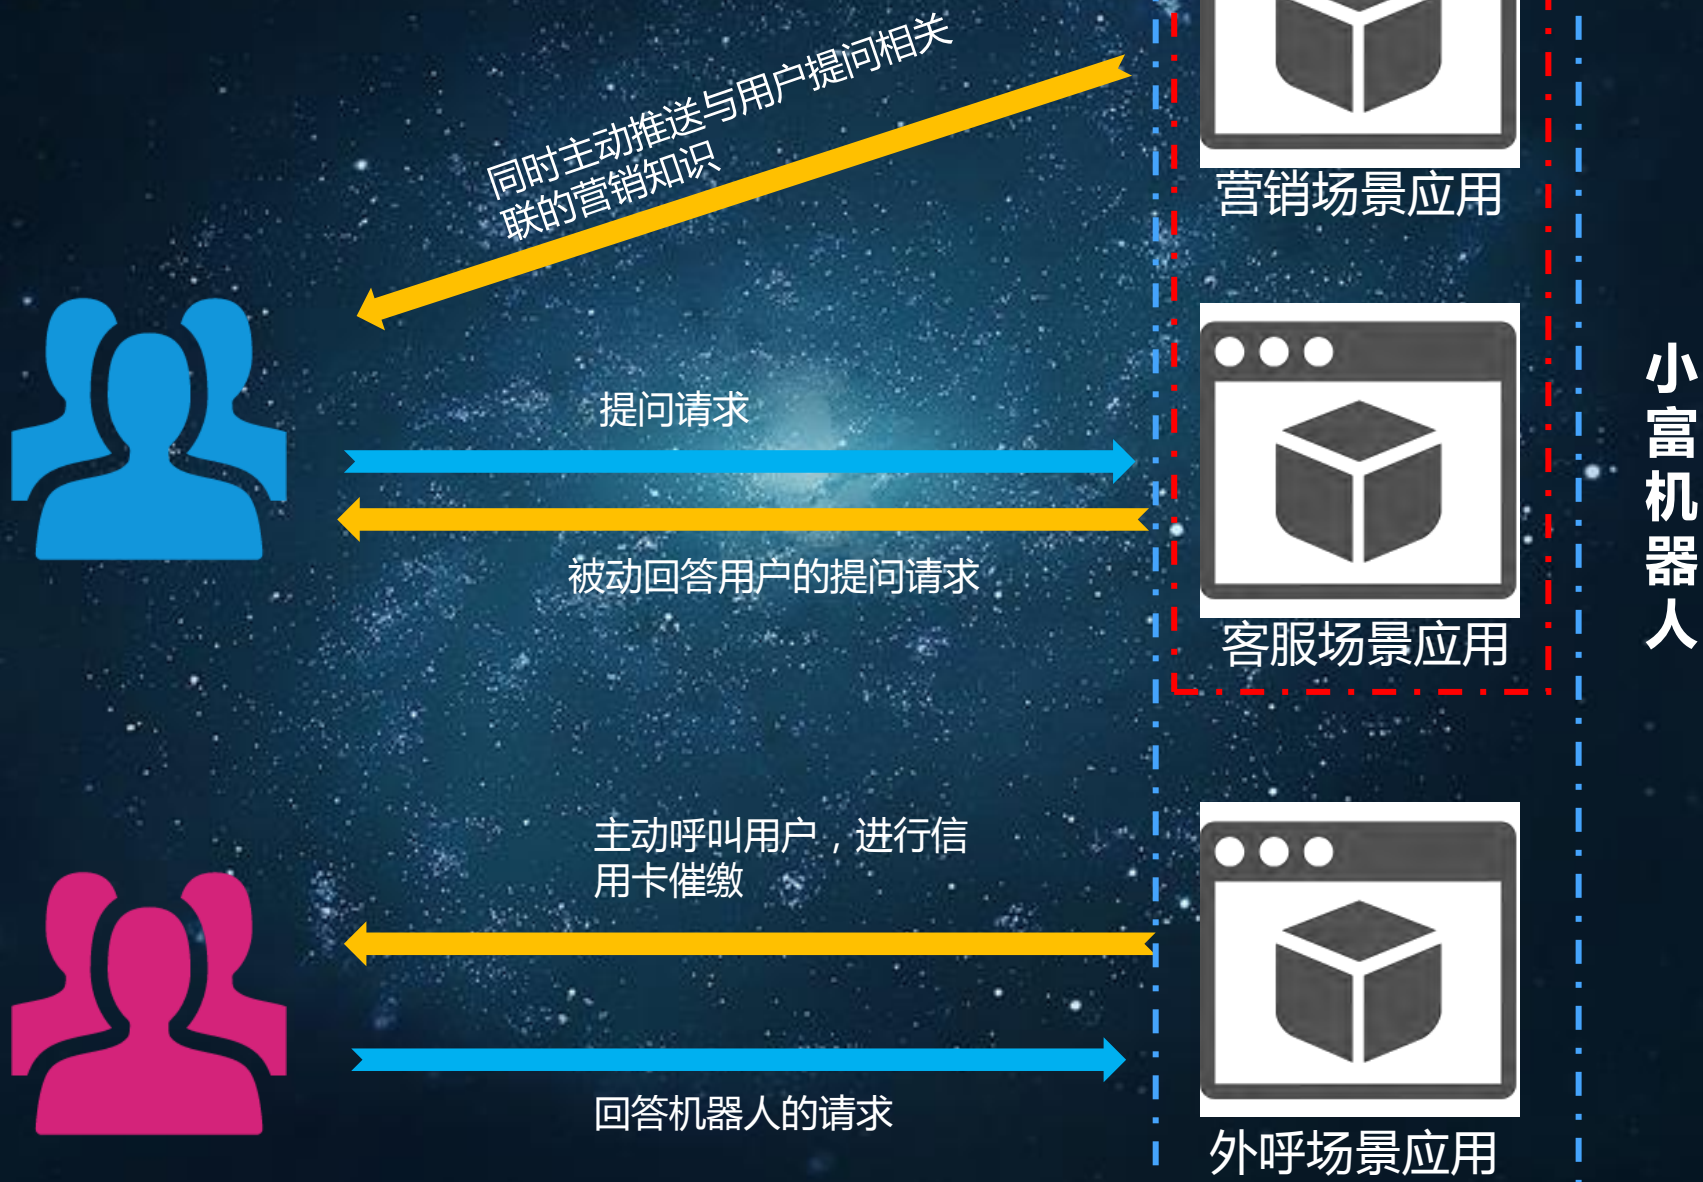 同时主动推送与用户提问相关
联的营销知识
营销场景应用
提问请求
被动回答用户的提问请求
客服场景应用
小富机器人
主动呼叫用户，进行信
用卡催缴
回答机器人的请求
外呼场景应用